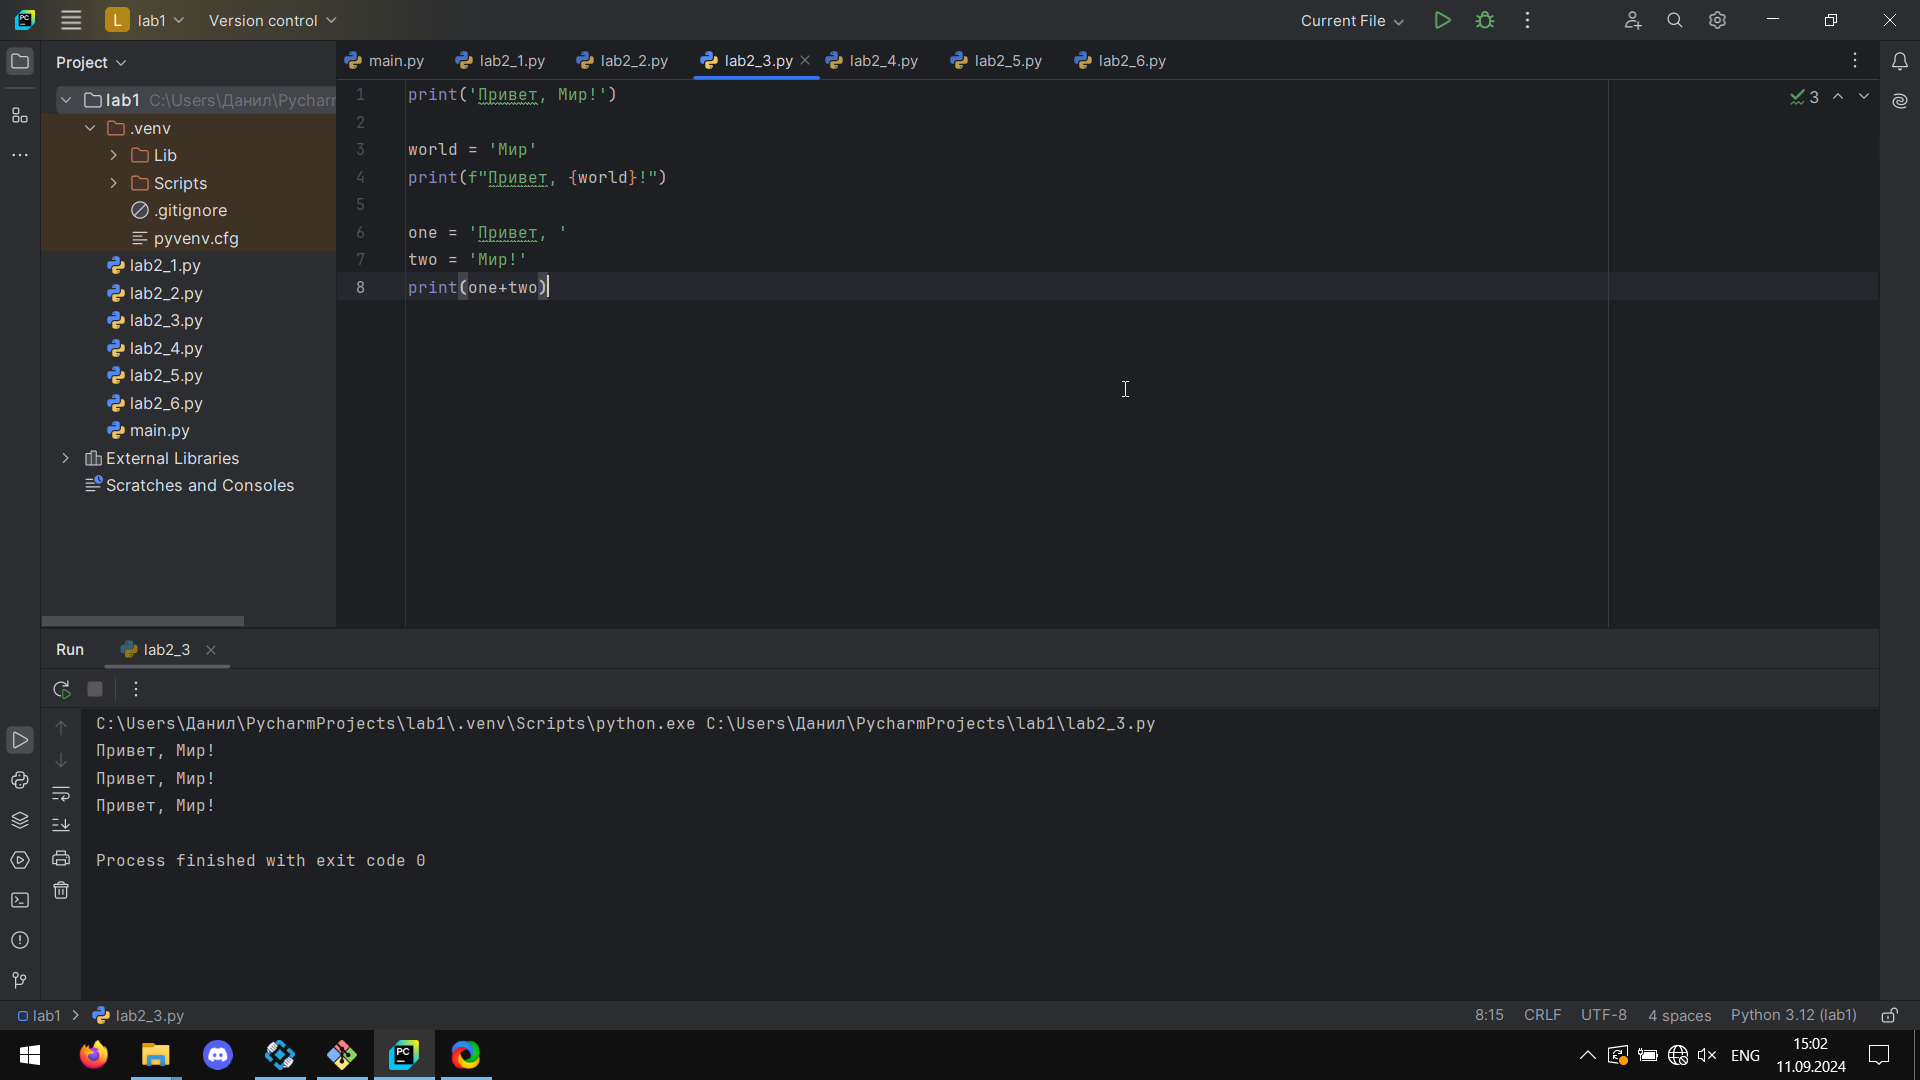 L lab1 Version control Current File
Project
main.py lab2_1.py lab2_2.py lab2_3.py lab2_4.py lab2_5.py lab2_6.py
lab1 C:\Users\Данил\Pycharm
.venv
Lib
Scripts
.gitignore
pyvenv.cfg
lab2_1.py
lab2_2.py
lab2_3.py
lab2_4.py
lab2_5.py
lab2_6.py
main.py
External Libraries
Scratches and Consoles
1 print('Привет, Мир!')
2
3 world = 'Мир'
4 print(f"Привет, {world}!")
5
6 one = 'Привет, '
7 two = 'Мир!'
8 print(one+two)
3
Run lab2_3
C:\Users\Данил\PycharmProjects\lab1\.venv\Scripts\python.exe C:\Users\Данил\PycharmProjects\lab1\lab2_3.py
Привет, Мир!
Привет, Мир!
Привет, Мир!
Process finished with exit code 0
lab1 lab2_3.py 8:15 CRLF UTF-8 4 spaces Python 3.12 (lab1)
PC ENG 15:02
11.09.2024